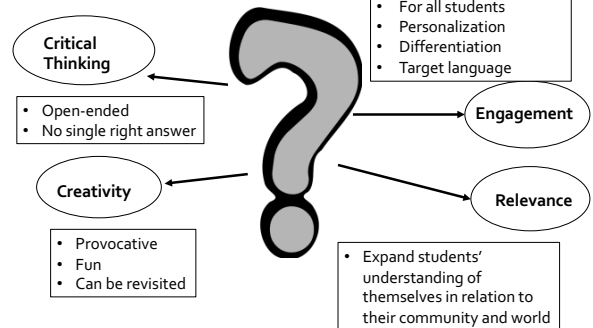 • For all students
• Personalization
• Differentiation
• Target language
Critical
Thinking
• Open-ended
• No single right answer
Engagement
Creativity
Relevance
• Provocative
• Fun
• Can be revisited
• Expand students'
understanding of
themselves in relation to
their community and world